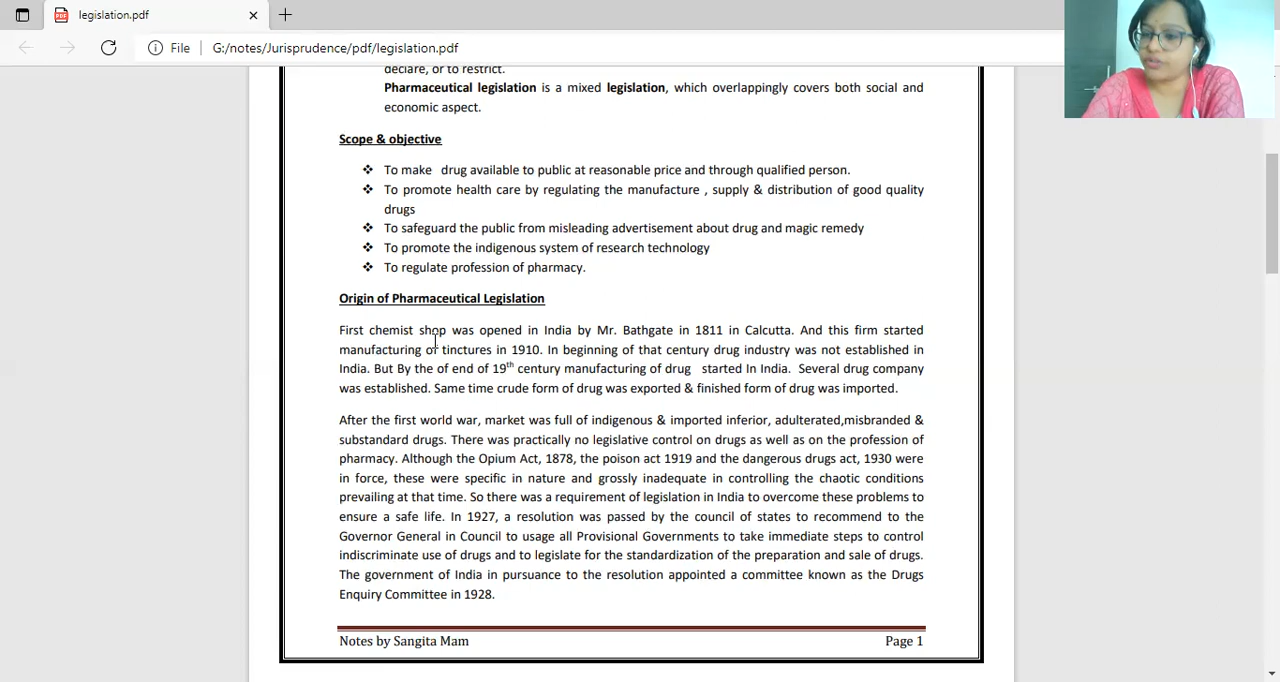 legislation.pdf
File
G:/notes/Jurisprudence/pdf/legislation.pdf
declare, or to restrict.
Pharmaceutical legislation is a mixed legislation, which overlappingly covers both social and
economic aspect.
Scope & objective
❖ To make drug available to public at reasonable price and through qualified person.
❖ To promote health care by regulating the manufacture , supply & distribution of good quality
drugs
❖ To safeguard the public from misleading advertisement about drug and magic remedy
❖ To promote the indigenous system of research technology
❖ To regulate profession of pharmacy.
Origin of Pharmaceutical Legislation
First chemist shop was opened in India by Mr. Bathgate in 1811 in Calcutta. And this firm started
manufacturing of tinctures in 1910. In beginning of that century drug industry was not established in
India. But By the of end of 19th century manufacturing of drug started In India. Several drug company
was established. Same time crude form of drug was exported & finished form of drug was imported.
After the first world war, market was full of indigenous & imported inferior, adulterated,misbranded &
substandard drugs. There was practically no legislative control on drugs as well as on the profession of
pharmacy. Although the Opium Act, 1878, the poison act 1919 and the dangerous drugs act, 1930 were
in force, these were specific in nature and grossly inadequate in controlling the chaotic conditions
prevailing at that time. So there was a requirement of legislation in India to overcome these problems to
ensure a safe life. In 1927, a resolution was passed by the council of states to recommend to the
Governor General in Council to usage all Provisional Governments to take immediate steps to control
indiscriminate use of drugs and to legislate for the standardization of the preparation and sale of drugs.
The government of India in pursuance to the resolution appointed a committee known as the Drugs
Enquiry Committee in 1928.
Notes by Sangita Mam
Page 1